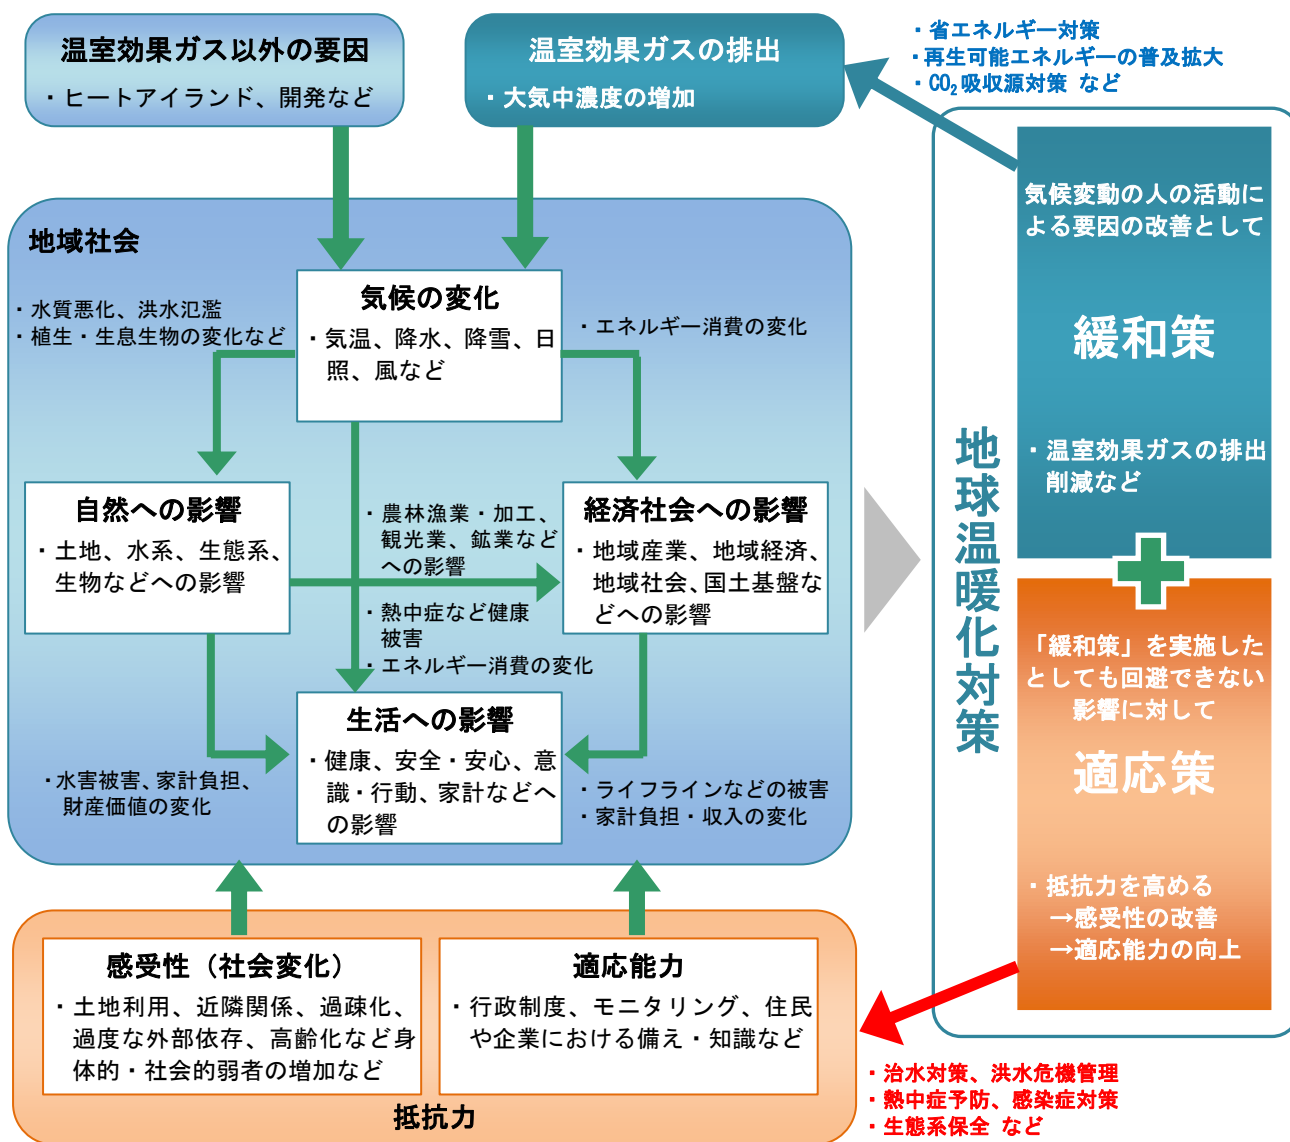 温室効果ガス以外の要因
・ヒートアイランド、開発など
温室効果ガスの排出
・大気中濃度の増加
・省エネルギー対策
・再生可能エネルギーの普及拡大
・CO₂吸収源対策 など
地域社会
・水質悪化、洪水氾濫
・植生・生息生物の変化など
気候の変化
・気温、降水、降雪、日
照、風など
・エネルギー消費の変化
自然への影響
・土地、水系、生態系、
生物などへの影響
・農林漁業・加工、
観光業、鉱業など
への影響
経済社会への影響
・地域産業、地域経済、
地域社会、国土基盤な
どへの影響
・熱中症など健康
被害
・エネルギー消費の変化
生活への影響
・健康、安全・安心、意
識・行動、家計などへ
の影響
・水害被害、家計負担、
財産価値の変化
・ライフラインなどの被害
・家計負担・収入の変化
感受性（社会変化）
・土地利用、近隣関係、過疎化、
過度な外部依存、高齢化など身
体的・社会的弱者の増加など
適応能力
・行政制度、モニタリング、住民
や企業における備え・知識など
抵抗力
地球温暖化対策
気候変動の人の活動に
よる要因の改善として
緩和策
・温室効果ガスの排出
削減など
「緩和策」を実施した
としても回避できない
影響に対して
適応策
・抵抗力を高める
→感受性の改善
→適応能力の向上
・治水対策、洪水危機管理
・熱中症予防、感染症対策
・生態系保全 など